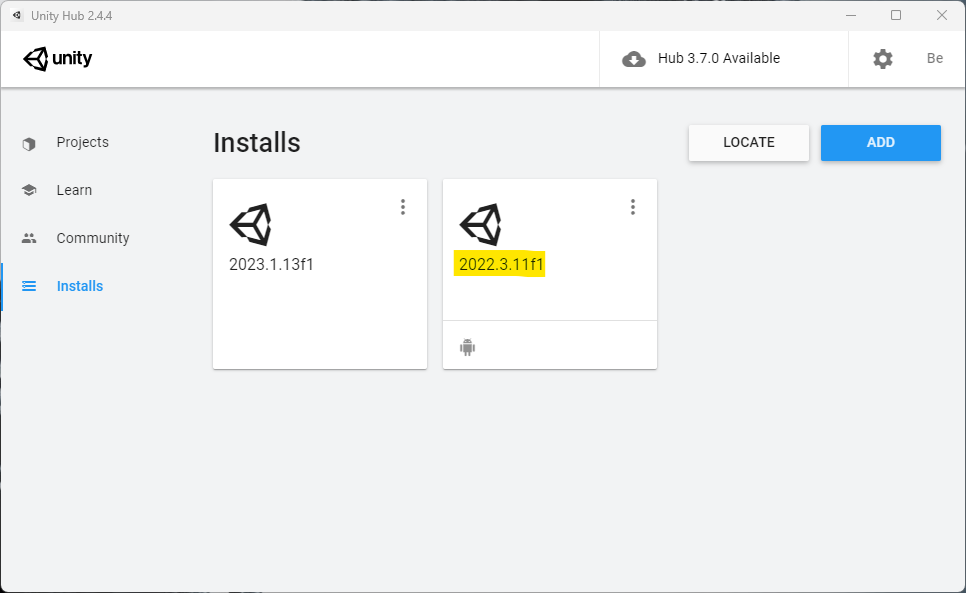 Unity Hub 2.4.4
unity
Hub 3.7.0 Available
Be
Projects
Learn
Community
Installs
Installs
LOCATE
ADD
2023.1.13f1
2022.3.11f1